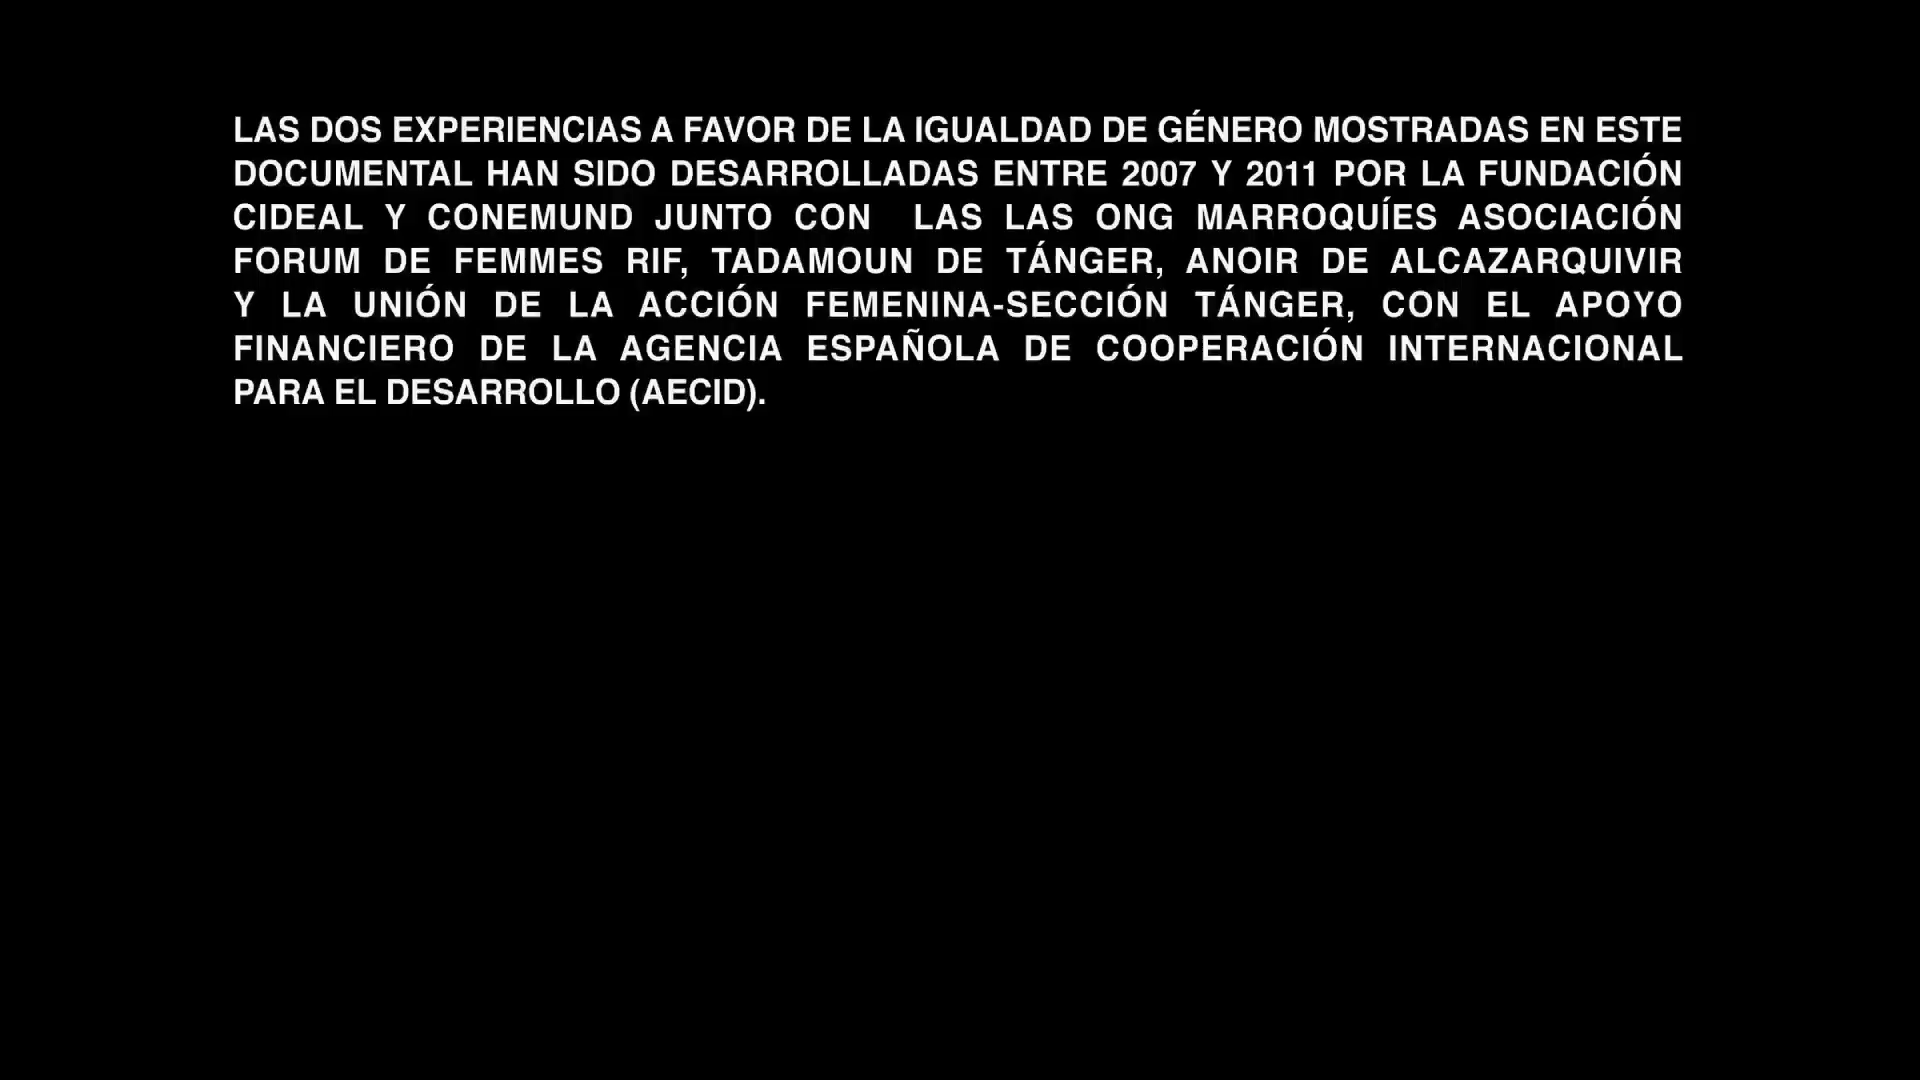 LAS DOS EXPERIENCIAS A FAVOR DE LA IGUALDAD DE GÉNERO MOSTRADAS EN ESTE
DOCUMENTAL HAN SIDO DESARROLLADAS ENTRE 2007 Y 2011 POR LA FUNDACIÓN
CIDEAL Y CONEMUND JUNTO CON LAS LAS ONG MARROQUÍES ASOCIACIÓN
FORUM DE FEMMES RIF, TADAMOUN DE TÁNGER, ANOIR DE ALCAZARQUIVIR
Y LA UNIÓN DE LA ACCIÓN FEMENINA-SECCIÓN TÁNGER, CON EL APOYO
FINANCIERO DE LA AGENCIA ESPAÑOLA DE COOPERACIÓN INTERNACIONAL
PARA EL DESARROLLO (AECID).